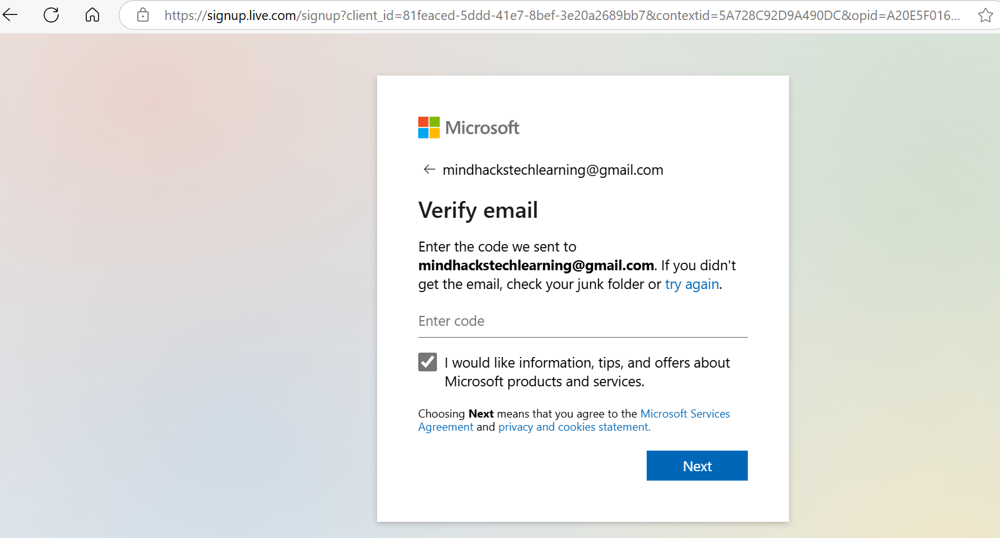 https://signup.live.com/signup?client_id=81feaced-5ddd-41e7-8bef-3e20a2689bb7&contextid=5A728C92D9A490DC&opid=A20E5F016...
Microsoft
mindhackstechlearning@gmail.com
Verify email
Enter the code we sent to
mindhackstechlearning@gmail.com. If you didn't
get the email, check your junk folder or try again.
Enter code
I would like information, tips, and offers about
Microsoft products and services.
Choosing Next means that you agree to the Microsoft Services
Agreement and privacy and cookies statement.
Next